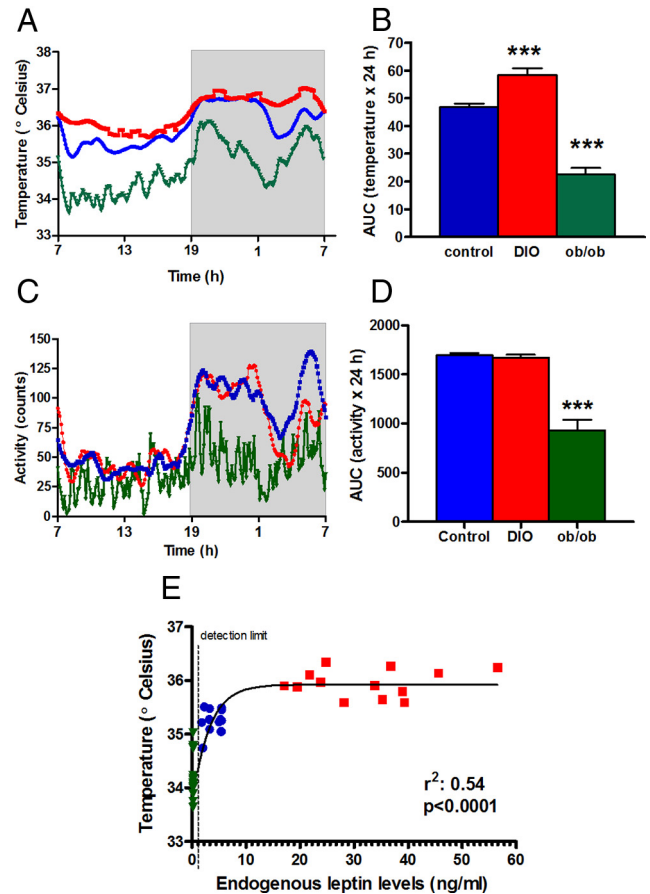 A
Temperature (° Celsius)
38
37
36
35
34
33
7 13 19 1 7
Time (h)
B
AUC (temperature x 24 h)
70
60
50
40
30
20
10
0
***
***
control DIO ob/ob
C
Activity (counts)
150
125
100
75
50
25
0
7 13 19 1 7
Time (h)
D
AUC (activity x 24 h)
2000
1500
1000
500
0
***
Control DIO ob/ob
E
Temperature (° Celsius)
37
36
35
34
33
detection limit
r²: 0.54
p<0.0001
0 10 20 30 40 50 60
Endogenous leptin levels (ng/ml)